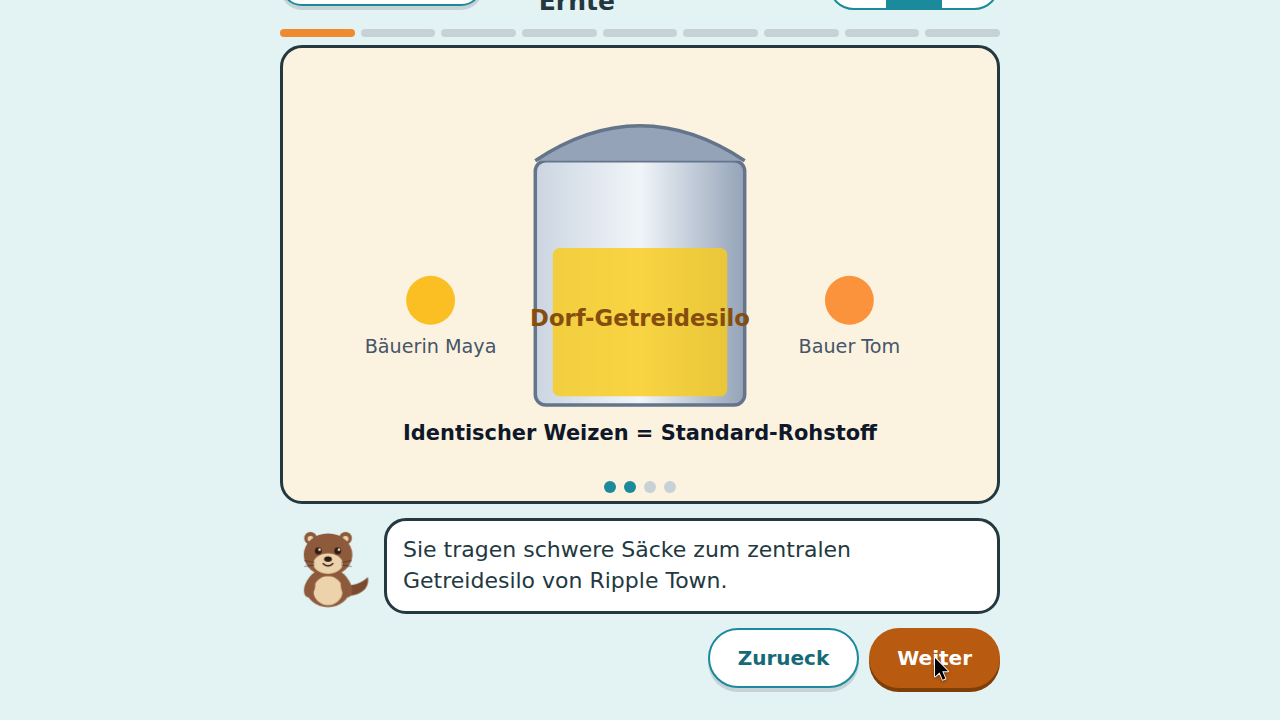 Ernte
Dorf-Getreidesilo
Bäuerin Maya
Bauer Tom
Identischer Weizen = Standard-Rohstoff
Sie tragen schwere Säcke zum zentralen
Getreidesilo von Ripple Town.
Zurueck
Weiter